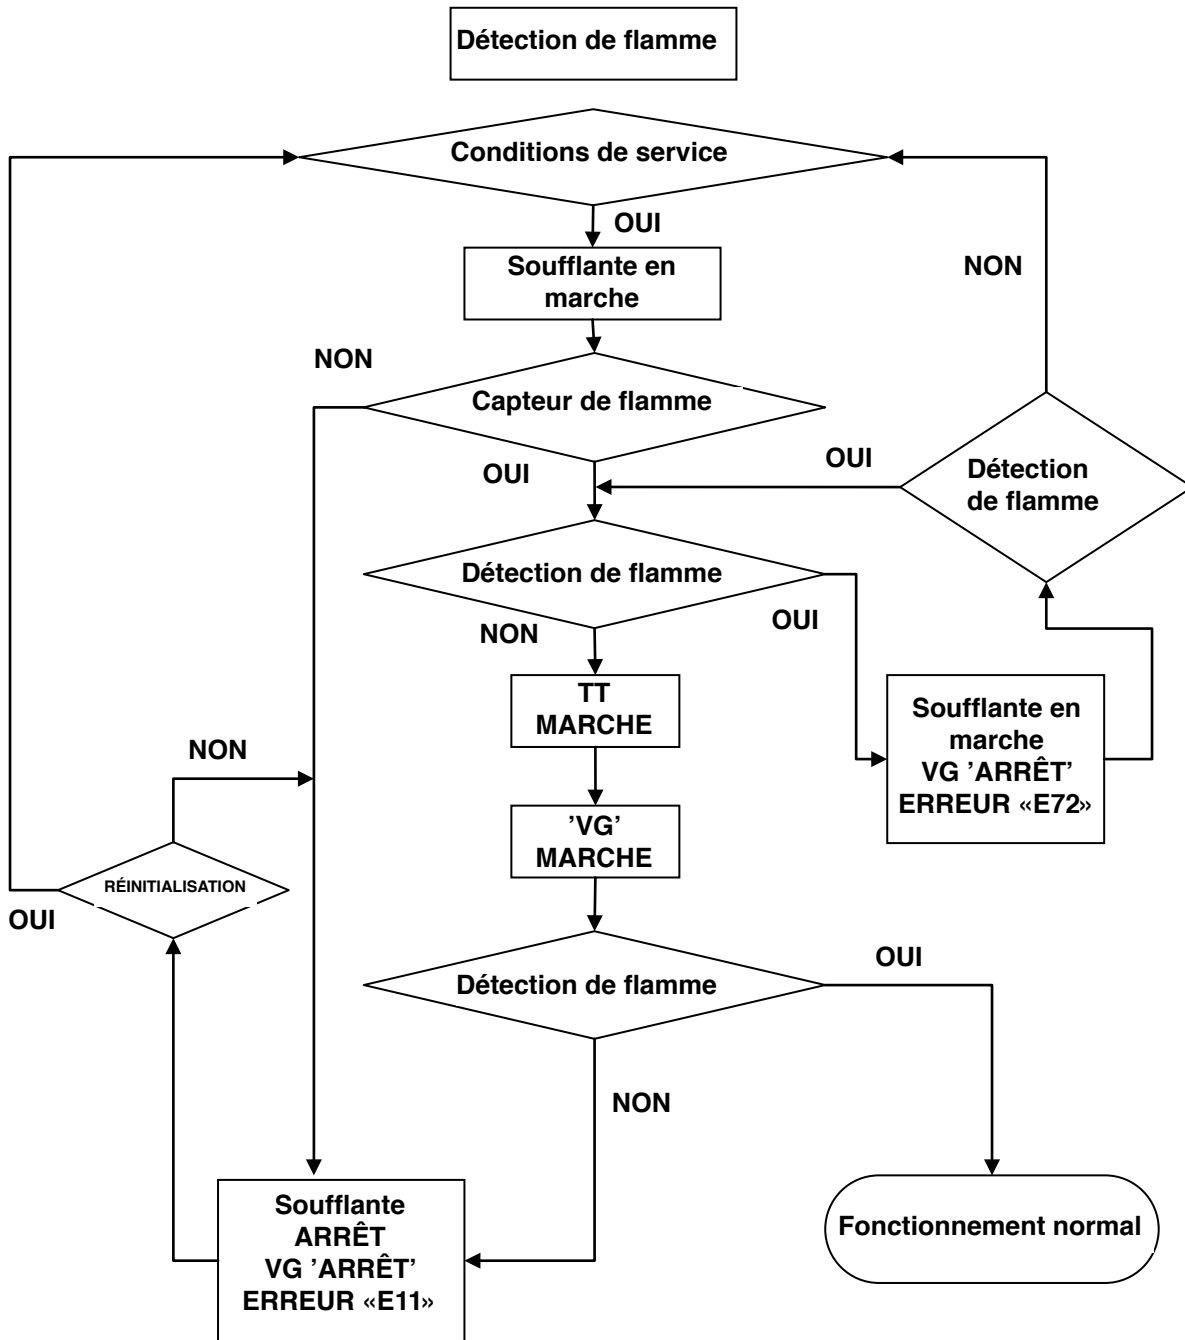 Détection de flamme
Conditions de service
OUI
Soufflante en
marche
NON
NON
Capteur de flamme
OUI
OUI
Détection
de flamme
Détection de flamme
NON
OUI
TT
MARCHE
Soufflante en
marche
VG ’ARRÊT’
ERREUR «E72»
NON
’VG’
MARCHE
RÉINITIALISATION
OUI
Détection de flamme
OUI
NON
Soufflante
ARRÊT
VG ’ARRÊT’
ERREUR «E11»
Fonctionnement normal